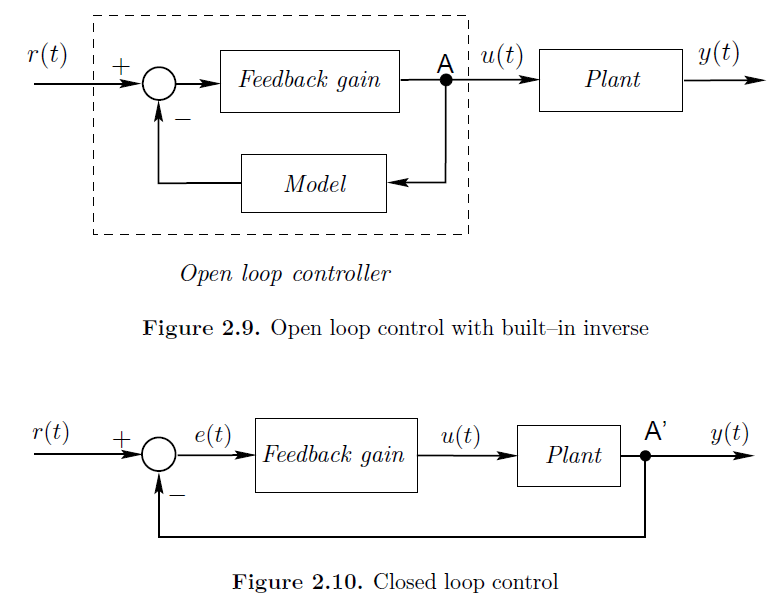 r(t)
+
Feedback gain
A
u(t)
Plant
y(t)
−
Model
Open loop controller
Figure 2.9. Open loop control with built–in inverse
r(t)
+
e(t)
Feedback gain
u(t)
Plant
A’
y(t)
−
Figure 2.10. Closed loop control